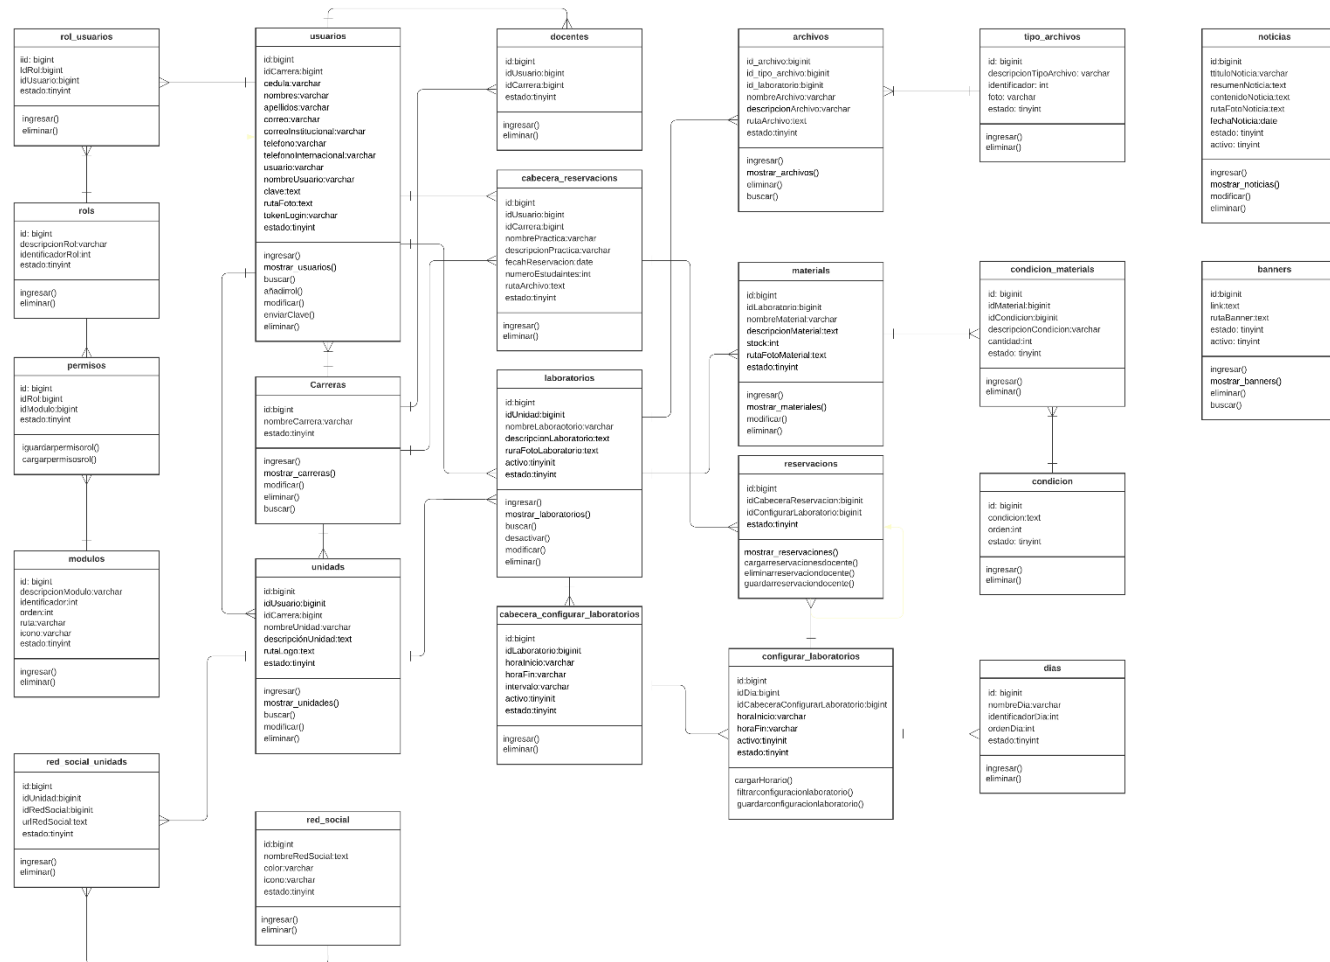 rol_usuarios
iid: bigint
IdRol:bigint
idUsuario:bigint
estado:tinyint
ingresar()
eliminar()
rols
id: bigint
descripcionRol:varchar
identificadorRol:int
estado:tinyint
ingresar()
eliminar()
permisos
id: bigint
idRol:bigint
idModulo:bigint
estado:tinyint
iguardarpermisorol()
cargarpermisosrol()
modulos
id: bigint
descripcionModulo:varchar
identificador:int
orden:int
ruta:varchar
icono:varchar
estado:tinyint
ingresar()
eliminar()
red_social_unidads
id:bigint
idUnidad:biginit
idRedSocial:biginit
urlRedSocial:text
estado:tinyint
ingresar()
eliminar()
usuarios
id:bigint
idCarrera:bigint
cedula:varchar
nombres:varchar
apellidos:varchar
correo:varchar
correoInstitucional:varchar
telefono:varchar
telefonoInternacional:varchar
usuario:varchar
nombreUsuario:varchar
clave:text
rutaFoto:text
tokenLogin:varchar
estado:tinyint
ingresar()
mostrar_usuarios()
buscar()
añadirrol()
modificar()
enviarClave()
eliminar()
Carreras
id:bigint
nombreCarrera:varchar
estado:tinyint
ingresar()
mostrar_carreras()
modificar()
eliminar()
buscar()
unidads
id:bigint
idUsuario:biginit
idCarrera:bigint
nombreUnidad:varchar
descripciónUnidad:text
rutaLogo:text
estado:tinyint
ingresar()
mostrar_unidades()
buscar()
modificar()
eliminar()
red_social
id:bigint
nombreRedSocial:text
color:varchar
icono:varchar
estado:tinyint
ingresar()
eliminar()
docentes
id:bigint
idUsuario:bigint
idCarrera:bigint
estado:tinyint
ingresar()
eliminar()
cabecera_reservacions
id:bigint
idUsuario:bigint
idCarrera:bigint
nombrePractica:varchar
descripcionPractica:varchar
fecahReservacion:date
numeroEstudaintes:int
rutaArchivo:text
estado:tinyint
ingresar()
eliminar()
laboratorios
id:bigint
idUnidad:biginit
nombreLaboraotorio:varchar
descripcionLaboratorio:text
ruraFotoLaboratorio:text
activo:tinyinit
estado:tinyint
ingresar()
mostrar_laboratorios()
buscar()
desactivar()
modificar()
eliminar()
cabecera_configurar_laboratorios
id:bigint
idLaboratorio:biginit
horaInicio:varchar
horaFin:varchar
intervalo:varchar
activo:tinyinit
estado:tinyint
ingresar()
eliminar()
archivos
id_archivo:biginit
id_tipo_archivo:biginit
id_laboratorio:biginit
nombreArchivo:varchar
descripcionArchivo:varchar
rutaArchivo:text
estado:tinyint
ingresar()
mostrar_archivos()
eliminar()
buscar()
materials
id:bigint
idLaboratorio:biginit
nombreMaterial:varchar
descripcionMaterial:text
stock:int
rutaFotoMaterial:text
estado:tinyint
ingresar()
mostrar_materiales()
modificar()
eliminar()
reservacions
id:bigint
idCabeceraReservacion:biginit
idConfigurarLaboratorio:biginit
estado:tinyint
mostrar_reservaciones()
cargarreservacionesdocente()
eliminarreservaciondocente()
guardarreservaciondocente()
configurar_laboratorios
id:bigint
idDia:bigint
idCabeceraConfigurarLaboratorio:bigint
horaInicio:varchar
horaFin:varchar
activo:tinyinit
estado:tinyint
cargarHorario()
filtrarconfiguracionlaboratorio()
guardarconfiguracionlaboratorio()
tipo_archivos
id: biginit
descripcionTipoArchivo: varchar
identificador: int
foto: varchar
estado: tinyint
ingresar()
eliminar()
condicion_materials
id: biginit
idMaterial:biginit
idCondicion:biginit
descripcionCondicion:varchar
cantidad:int
estado: tinyint
ingresar()
eliminar()
condicion
id: biginit
condicion:text
orden:int
estado: tinyint
ingresar()
eliminar()
dias
id: biginit
nombreDia:varchar
identificadorDia:int
ordenDia:int
estado:tinyint
ingresar()
eliminar()
noticias
id:biginit
ttituloNoticia:varchar
resumenNoticia:text
contenidoNoticia:text
rutaFotoNoticia:text
fechaNoticia:date
estado: tinyint
activo: tinyint
ingresar()
mostrar_noticias()
modificar()
eliminar()
banners
id:biginit
link:text
rutaBanner:text
estado: tinyint
activo: tinyint
ingresar()
mostrar_banners()
eliminar()
buscar()